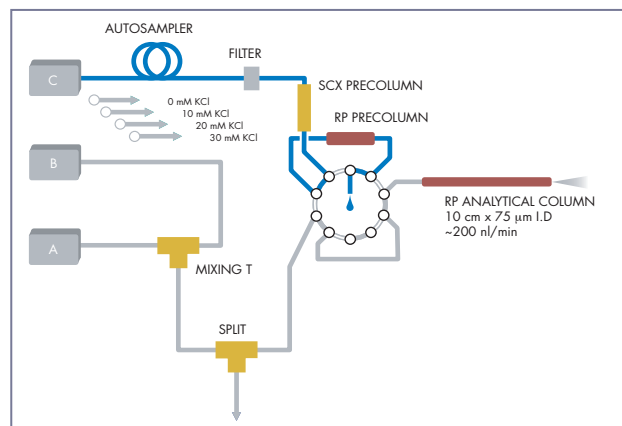 AUTOSAMPLER
FILTER
C
SCX PRECOLUMN
0 mM KCl
10 mM KCl
20 mM KCl
30 mM KCl
RP PRECOLUMN
B
RP ANALYTICAL COLUMN
10 cm x 75 µm I.D
~200 nl/min
A
MIXING T
SPLIT